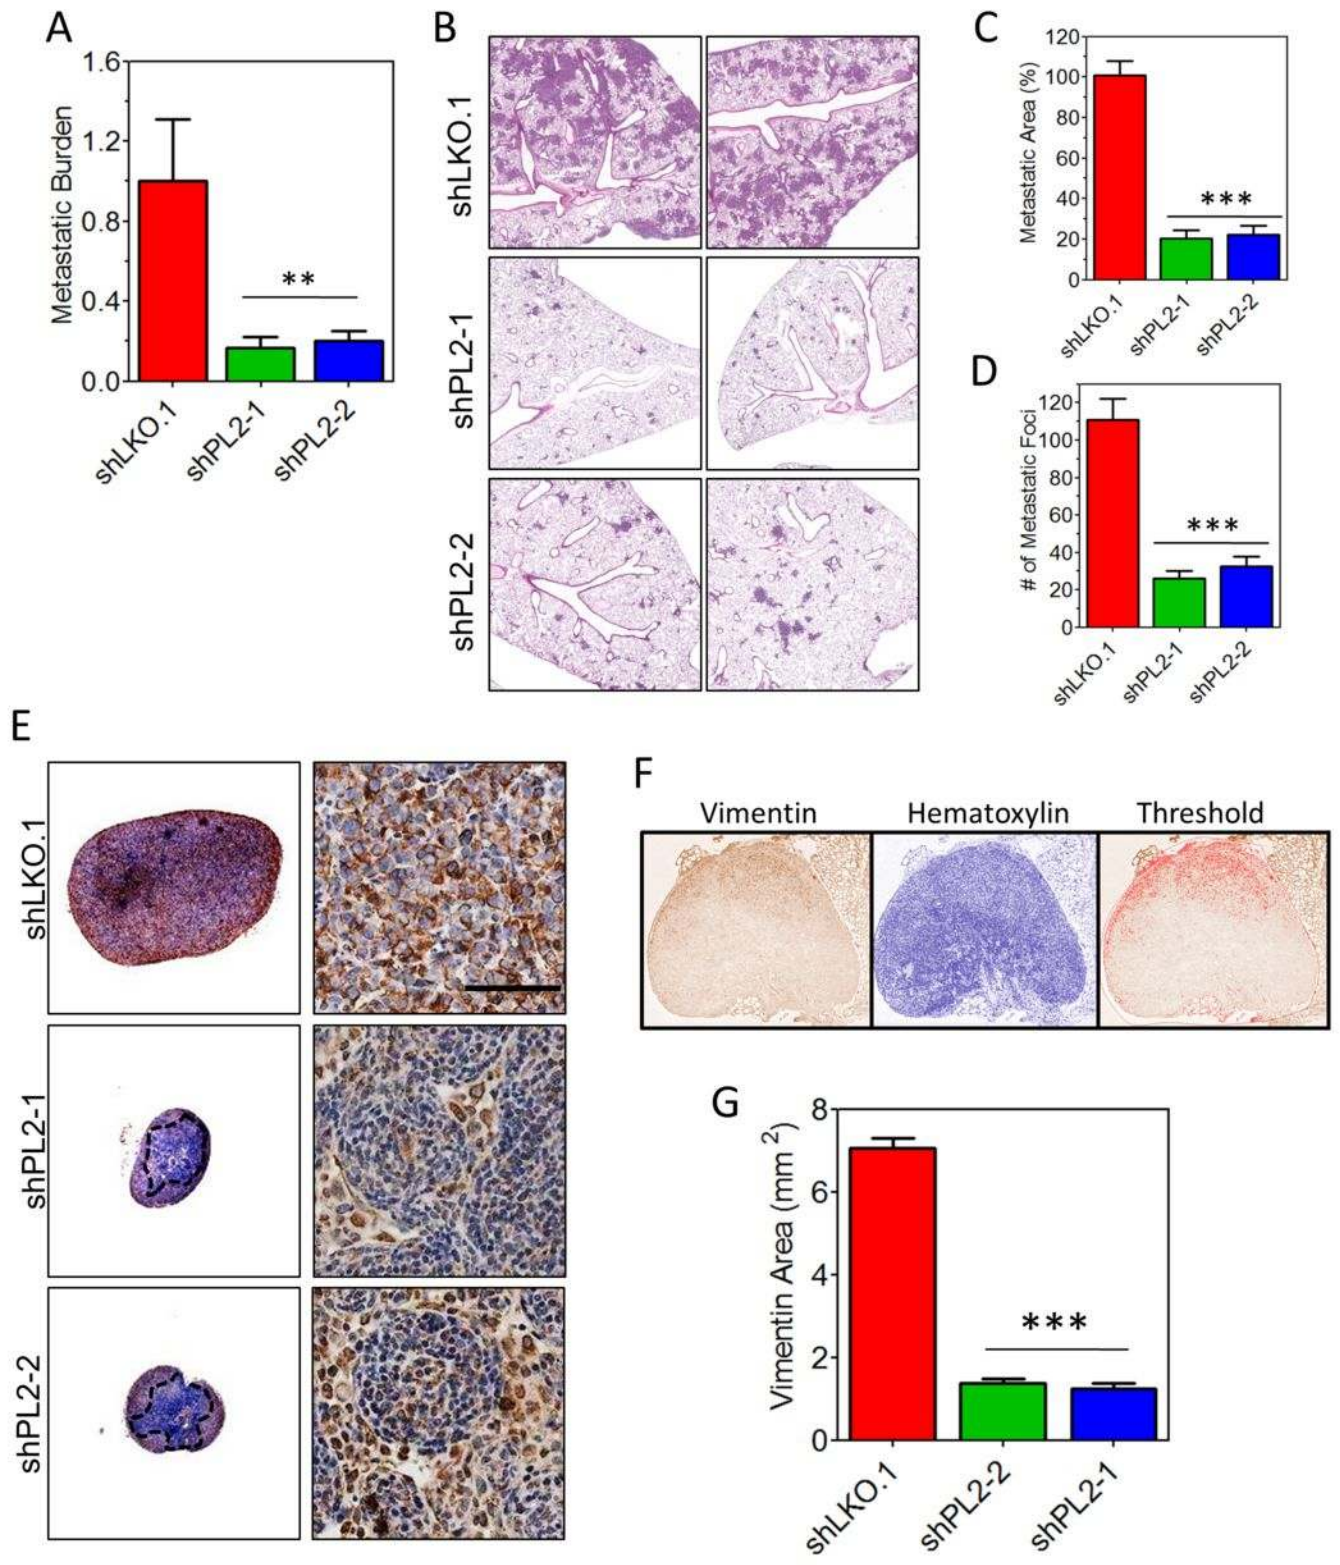 A
Metastatic Burden
1.6
1.2
0.8
0.4
0.0
**
shLKO.1
shPL2-1
shPL2-2
B
shLKO.1
shPL2-1
shPL2-2
C
Metastatic Area (%)
120
100
80
60
40
20
0
***
shLKO.1
shPL2-1
shPL2-2
D
# of Metastatic Foci
120
100
80
60
40
20
0
***
shLKO.1
shPL2-1
shPL2-2
E
shLKO.1
shPL2-1
shPL2-2
F
Vimentin Hematoxylin Threshold
G
Vimentin Area (mm²)
8
6
4
2
0
***
shLKO.1
shPL2-2
shPL2-1